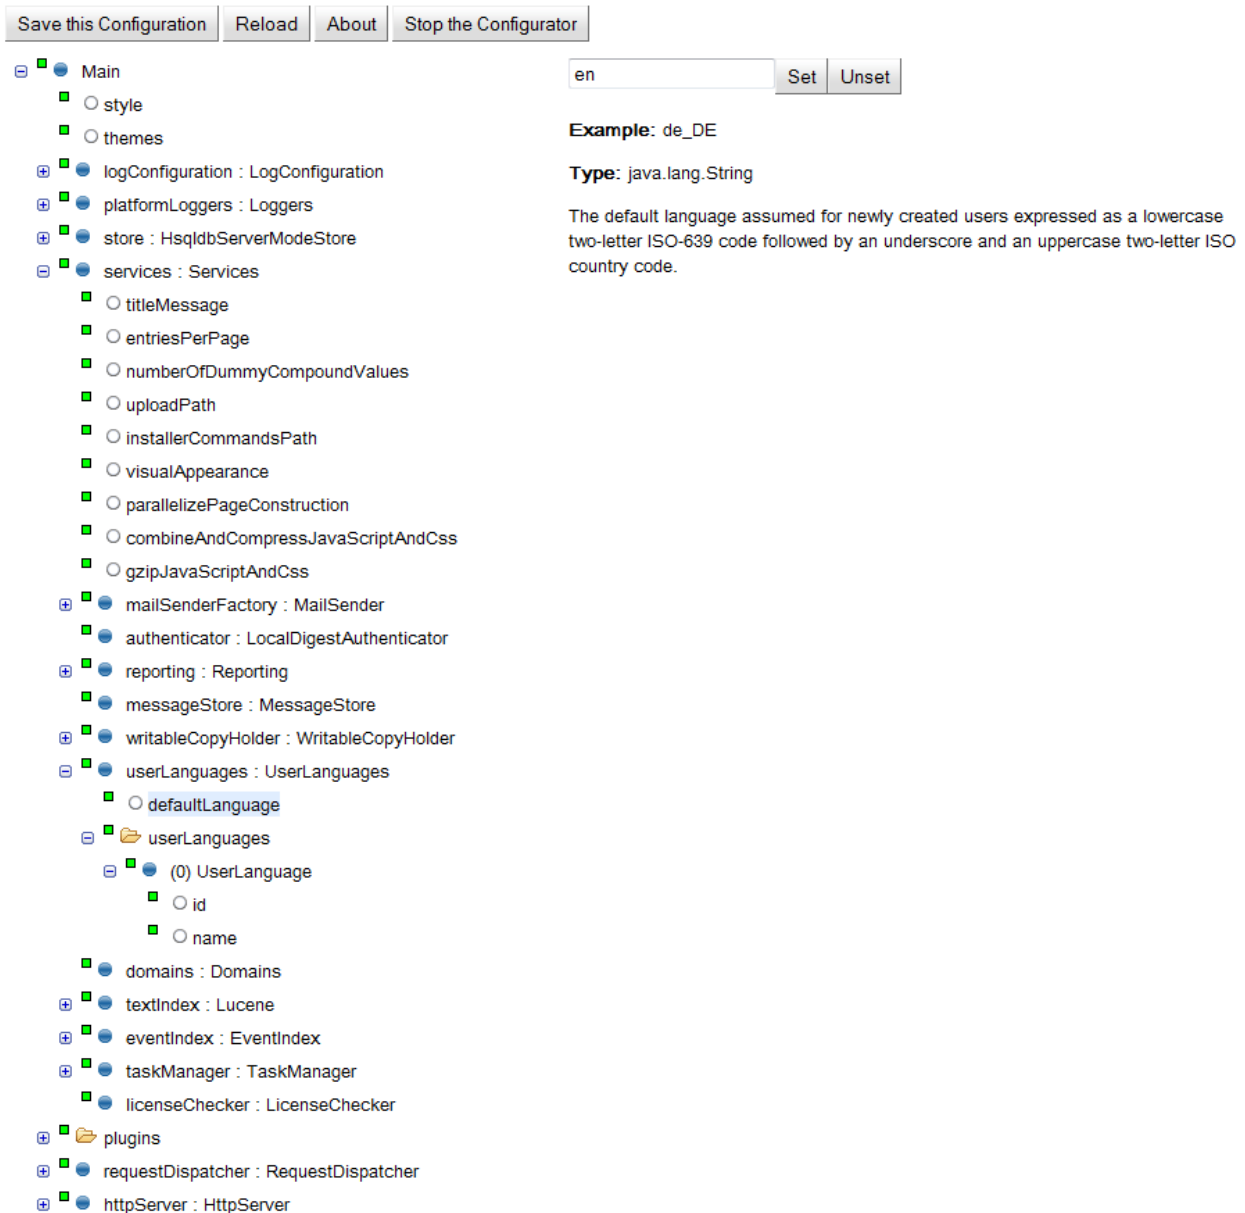 Save this Configuration Reload About Stop the Configurator
Main
style
themes
logConfiguration : LogConfiguration
platformLoggers : Loggers
store : HsqldbServerModeStore
services : Services
titleMessage
entriesPerPage
numberOfDummyCompoundValues
uploadPath
installerCommandsPath
visualAppearance
parallelizePageConstruction
combineAndCompressJavaScriptAndCss
gzipJavaScriptAndCss
mailSenderFactory : MailSender
authenticator : LocalDigestAuthenticator
reporting : Reporting
messageStore : MessageStore
writableCopyHolder : WritableCopyHolder
userLanguages : UserLanguages
defaultLanguage
userLanguages
(0) UserLanguage
id
name
domains : Domains
textIndex : Lucene
eventIndex : EventIndex
taskManager : TaskManager
licenseChecker : LicenseChecker
plugins
requestDispatcher : RequestDispatcher
httpServer : HttpServer
en Set Unset
Example: de_DE
Type: java.lang.String
The default language assumed for newly created users expressed as a lowercase
two-letter ISO-639 code followed by an underscore and an uppercase two-letter ISO
country code.